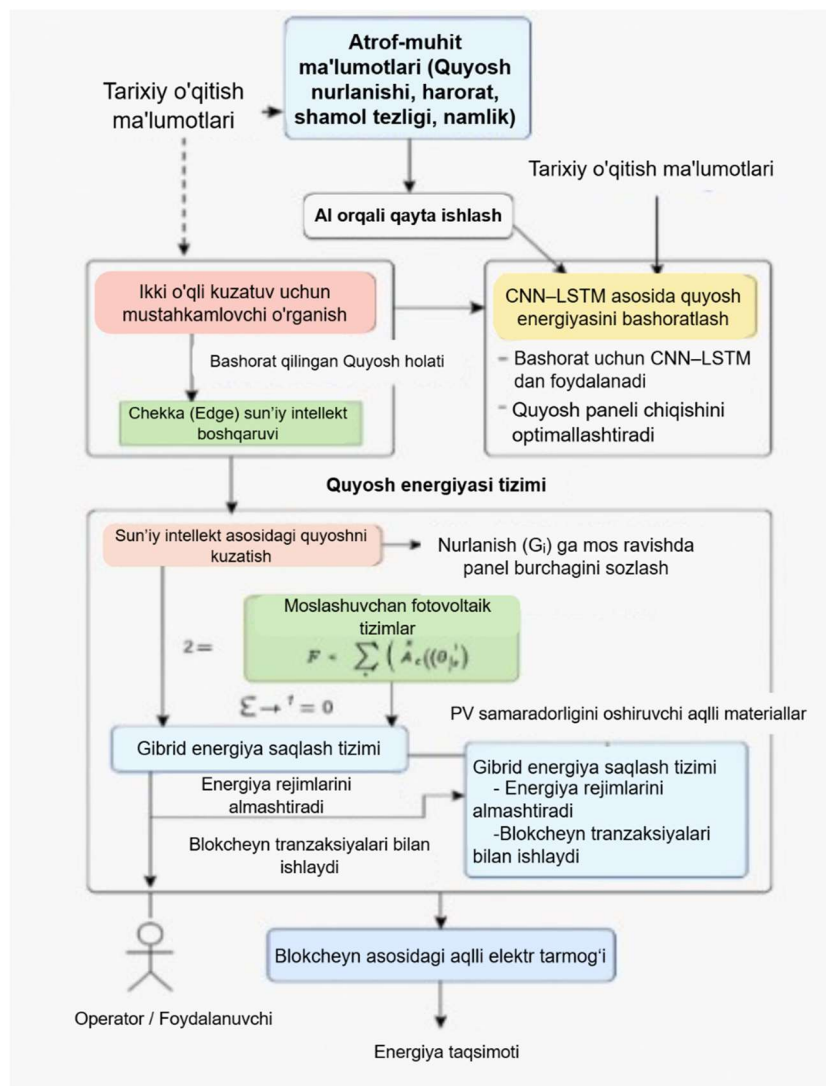 Atrof-muhit
ma'lumotlari (Quyosh
nurlanishi, harorat,
shamol tezligi, namlik)
Tarixiy o'qitish
ma'lumotlari
Tarixiy o'qitish ma'lumotlari
AI orqali qayta ishlash
Ikki o'qli kuzatuv uchun
mustahkamlovchi o'rganish
CNN–LSTM asosida quyosh
energiyasini bashoratlash
Bashorat qilingan Quyosh holati
– Bashorat uchun CNN–LSTM
dan foydalanadi
- Quyosh paneli chiqishini
optimallashtiradi
Chekka (Edge) sun’iy intellekt
boshqaruvi
Quyosh energiyasi tizimi
Sun’iy intellekt asosidagi quyoshni
kuzatish
Nurlanish (Gᵢ) ga mos ravishda
panel burchagini sozlash
Moslashuvchan fotovoltaik
tizimlar
2 =
PV samaradorligini oshiruvchi aqlli materiallar
Gibrid energiya saqlash tizimi
Energiya rejimlarini
almashtiradi
Blokcheyn tranzaksiyalari bilan
ishlaydi
Gibrid energiya saqlash tizimi
- Energiya rejimlarini
almashtiradi
-Blokcheyn tranzaksiyalari
bilan ishlaydi
Blokcheyn asosidagi aqlli elektr tarmog‘i
Operator / Foydalanuvchi
Energiya taqsimoti